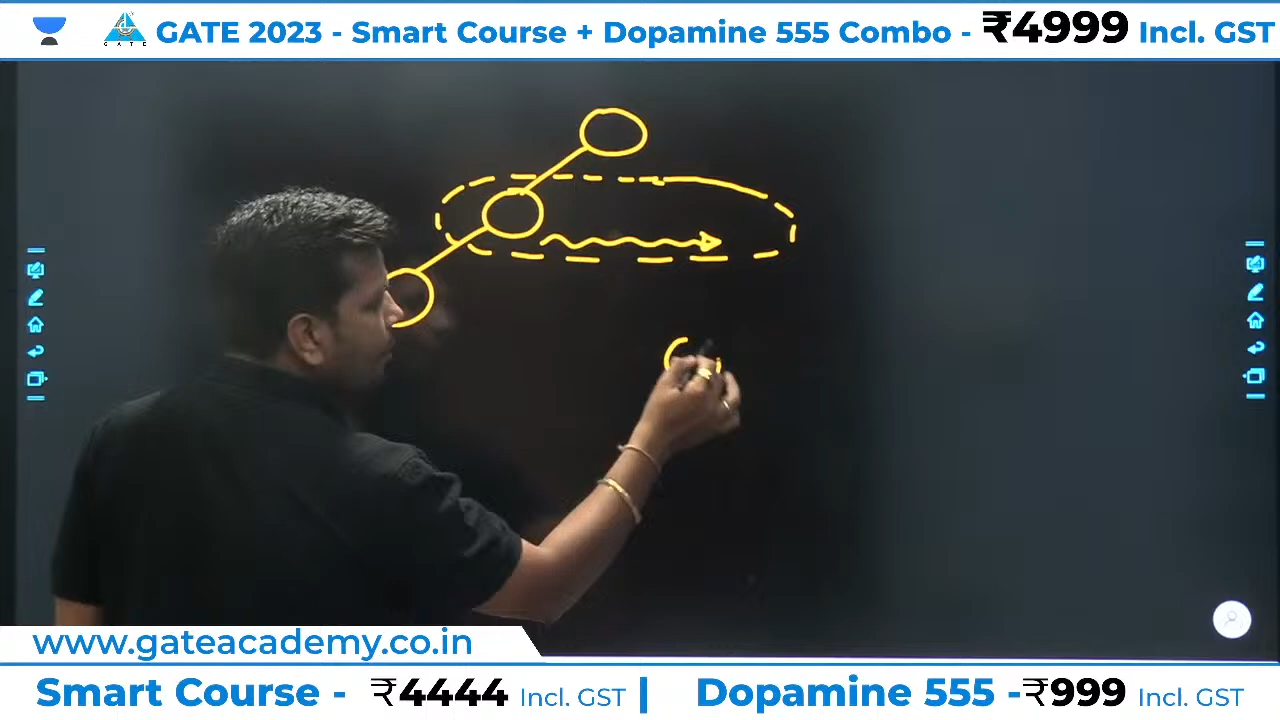 GATE
GATE 2023 - Smart Course + Dopamine 555 Combo - ₹4999 Incl. GST
www.gateacademy.co.in
Smart Course - ₹4444 Incl. GST | Dopamine 555 -₹999 Incl. GST